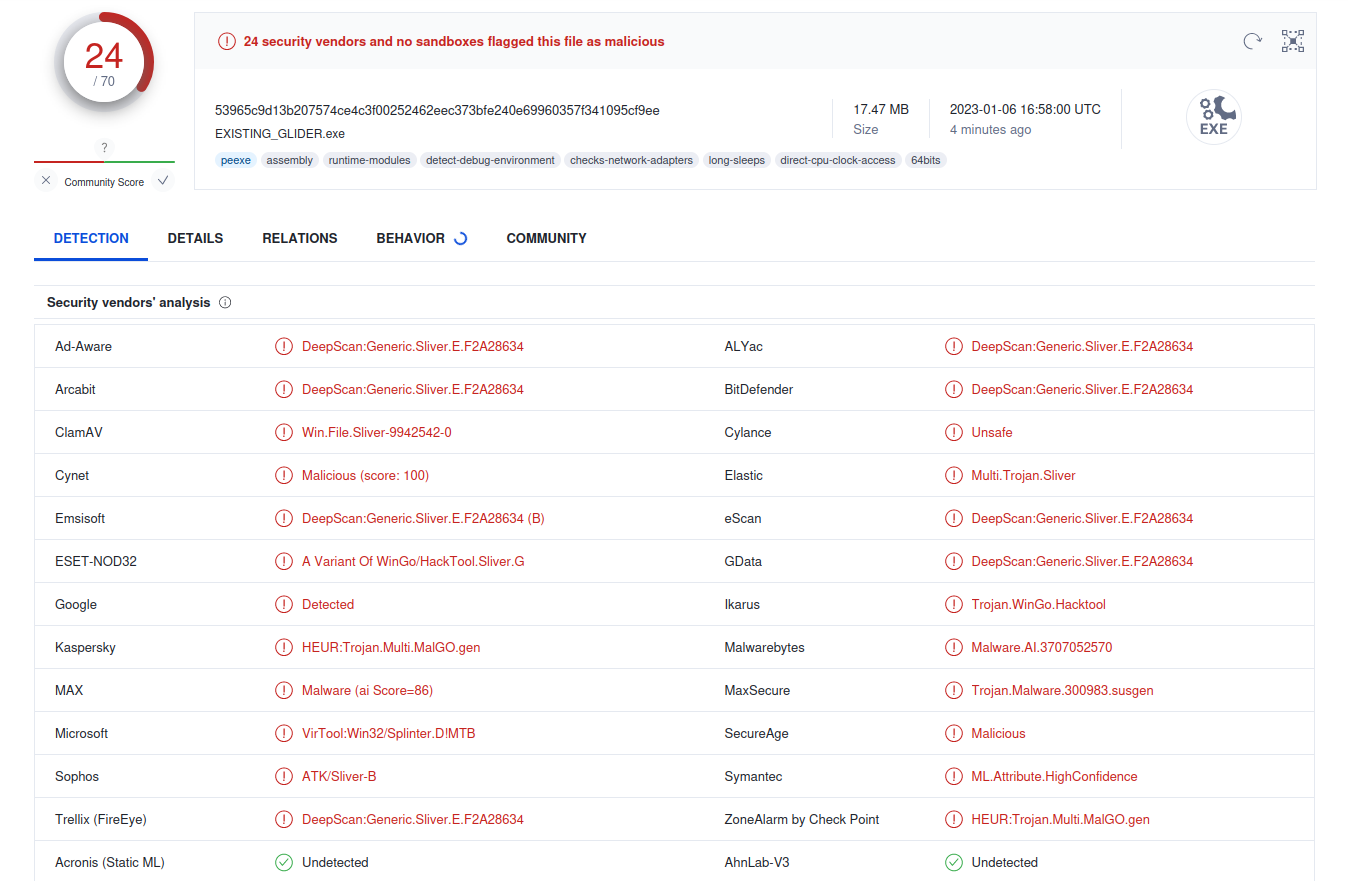 24
/ 70
?
Community Score
24 security vendors and no sandboxes flagged this file as malicious
53965c9d13b207574ce4c3f00252462eec373bfe240e69960357f341095cf9ee
EXISTING_GLIDER.exe
17.47 MB
Size
2023-01-06 16:58:00 UTC
4 minutes ago
EXE
peexe assembly runtime-modules detect-debug-environment checks-network-adapters long-sleeps direct-cpu-clock-access 64bits
DETECTION DETAILS RELATIONS BEHAVIOR COMMUNITY
Security vendors' analysis
Ad-Aware DeepScan:Generic.Sliver.E.F2A28634 ALYac DeepScan:Generic.Sliver.E.F2A28634
Arcabit DeepScan:Generic.Sliver.E.F2A28634 BitDefender DeepScan:Generic.Sliver.E.F2A28634
ClamAV Win.File.Sliver-9942542-0 Cylance Unsafe
Cynet Malicious (score: 100) Elastic Multi.Trojan.Sliver
Emsisoft DeepScan:Generic.Sliver.E.F2A28634 (B) eScan DeepScan:Generic.Sliver.E.F2A28634
ESET-NOD32 A Variant Of WinGo/HackTool.Sliver.G GData DeepScan:Generic.Sliver.E.F2A28634
Google Detected Ikarus Trojan.WinGo.Hacktool
Kaspersky HEUR:Trojan.Multi.MalGO.gen Malwarebytes Malware.AI.3707052570
MAX Malware (ai Score=86) MaxSecure Trojan.Malware.300983.susgen
Microsoft VirTool:Win32/Splinter.D!MTB SecureAge Malicious
Sophos ATK/Sliver-B Symantec ML.Attribute.HighConfidence
Trellix (FireEye) DeepScan:Generic.Sliver.E.F2A28634 ZoneAlarm by Check Point HEUR:Trojan.Multi.MalGO.gen
Acronis (Static ML) Undetected AhnLab-V3 Undetected